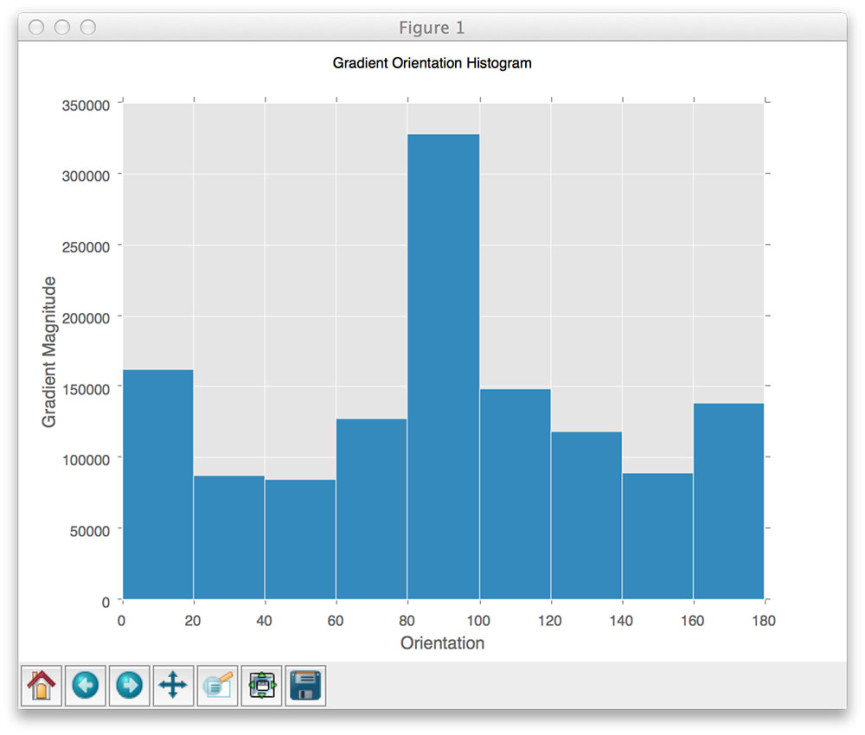 Figure 1
Gradient Orientation Histogram
350000
300000
250000
200000
150000
100000
50000
0
Gradient Magnitude
0 20 40 60 80 100 120 140 160 180
Orientation